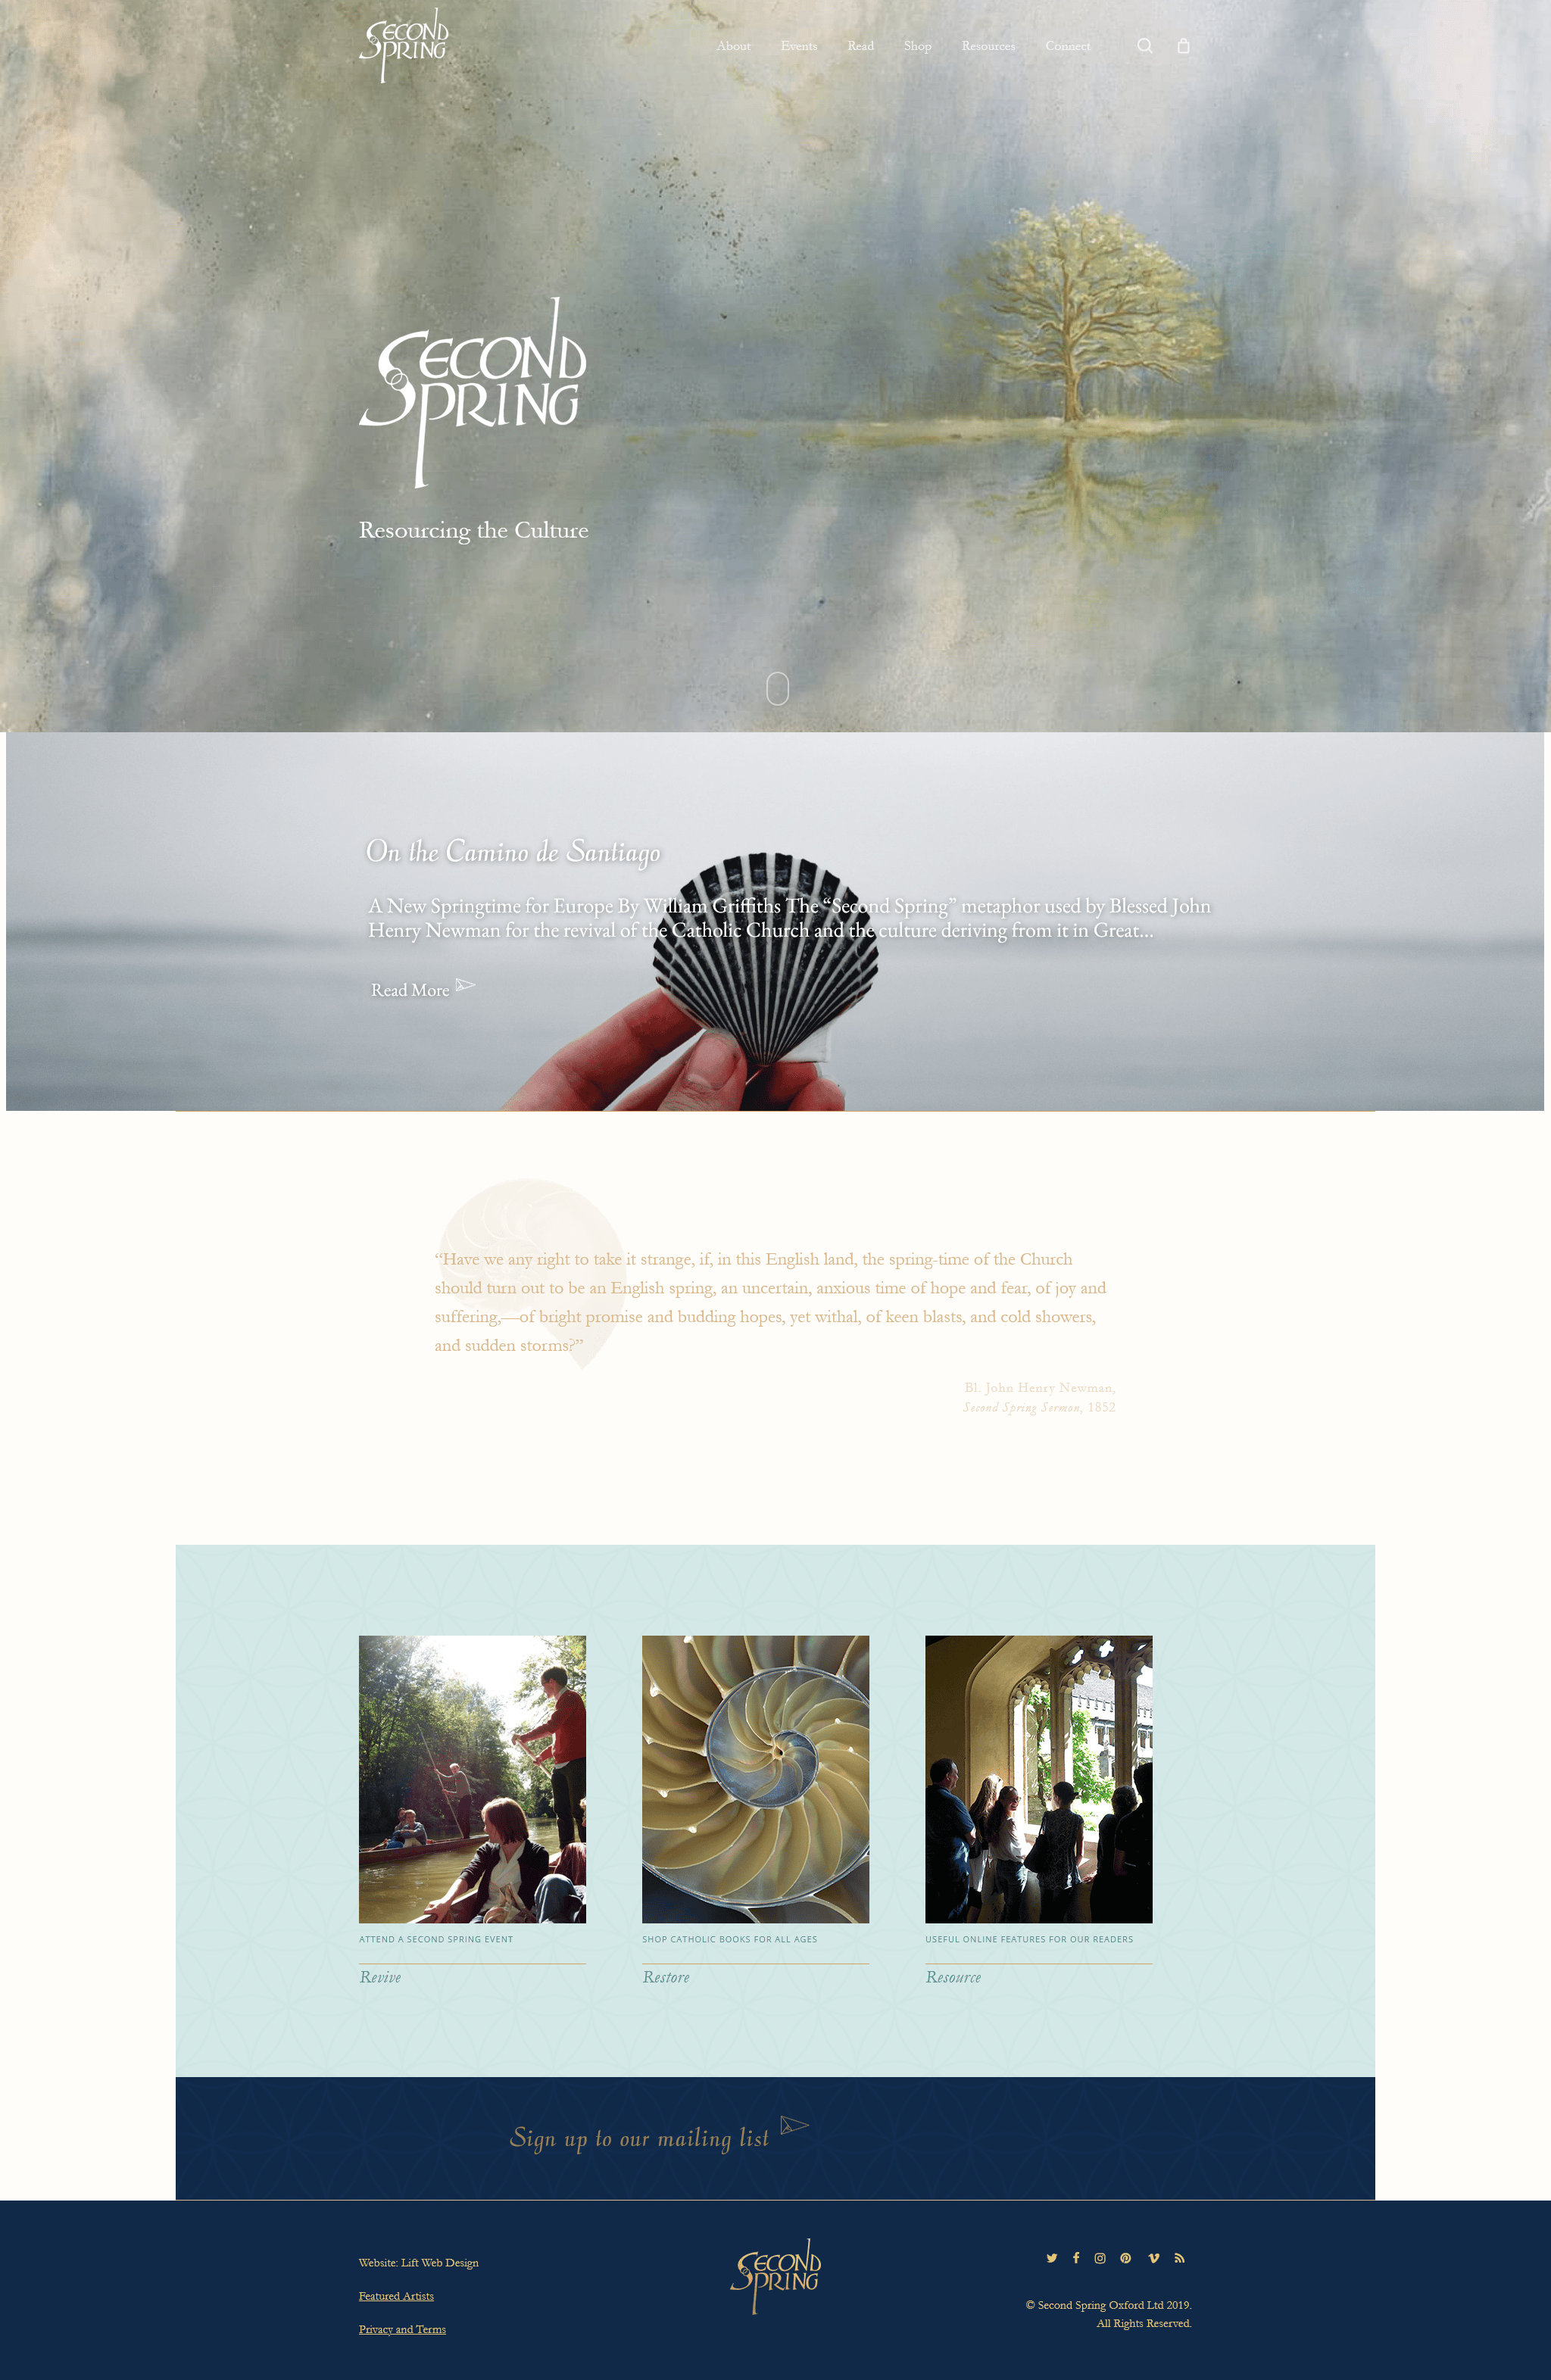 SECOND
SPRING
About Events Read Shop Resources Connect
SECOND
SPRING
Resourcing the Culture
On the Camino de Santiago
A New Springtime for Europe By William Griffiths The “Second Spring” metaphor used by Blessed John
Henry Newman for the revival of the Catholic Church and the culture deriving from it in Great...
Read More
“Have we any right to take it strange, if, in this English land, the spring-time of the Church
should turn out to be an English spring, an uncertain, anxious time of hope and fear, of joy and
suffering,—of bright promise and budding hopes, yet withal, of keen blasts, and cold showers,
and sudden storms?”
Bl. John Henry Newman,
Second Spring Sermon, 1852
ATTEND A SECOND SPRING EVENT
Revive
SHOP CATHOLIC BOOKS FOR ALL AGES
Restore
USEFUL ONLINE FEATURES FOR OUR READERS
Resource
Sign up to our mailing list
Website: Lift Web Design
Featured Artists
Privacy and Terms
SECOND
SPRING
© Second Spring Oxford Ltd 2019.
All Rights Reserved.